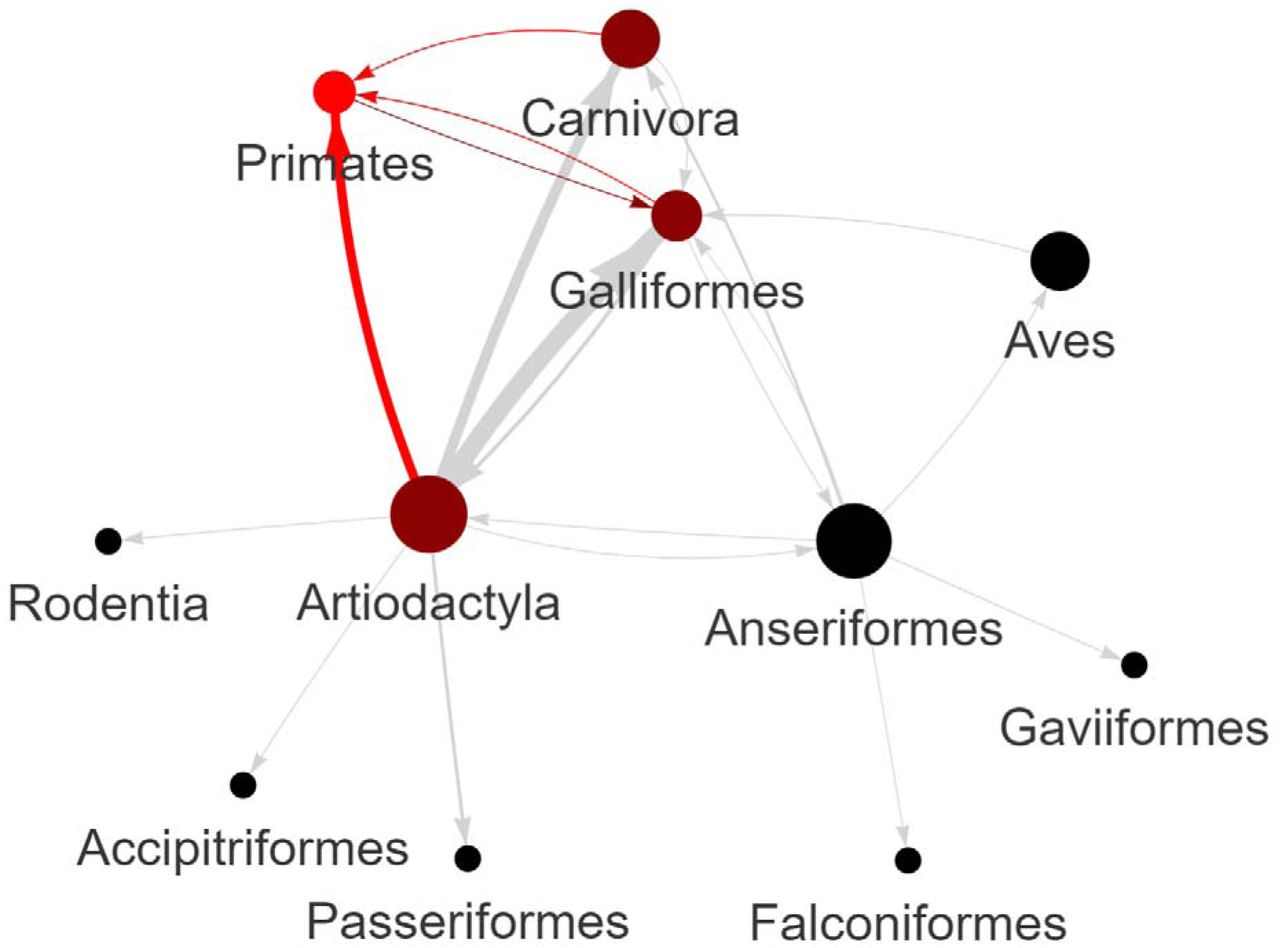 Carnivora
Primates
Galliformes
Aves
Rodentia
Artiodactyla
Anseriformes
Gaviiformes
Accipitriformes
Passeriformes
Falconiformes